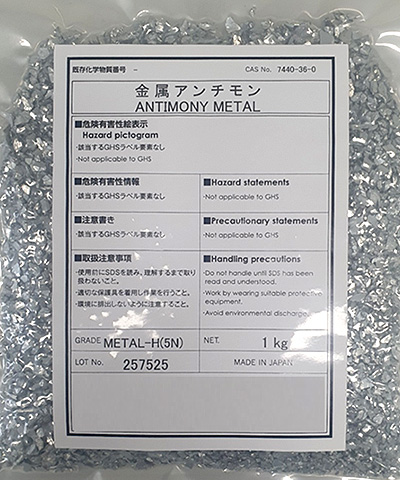 既存化学物質番号 －
CAS No. 7440-36-0
金属アンチモン
ANTIMONY METAL
■危険有害性絵表示
Hazard pictogram
・該当するGHSラベル要素なし
・Not applicable to GHS
■危険有害性情報
・該当するGHSラベル要素なし
■Hazard statements
・Not applicable to GHS
■注意書き
・該当するGHSラベル要素なし
■Precautionary statements
・Not applicable to GHS
■取扱注意事項
・使用前にSDSを読み、理解するまで取り
扱わないこと。
・適切な保護具を着用し作業を行うこと。
・環境に排出しないように注意すること。
■Handling precautions
・Do not handle until SDS has been
read and understood.
・Work by wearing suitable protective
equipment.
・Avoid environmental discharge.
GRADE METAL-H(5N)
NET. 1 kg
LOT No. 257525
MADE IN JAPAN